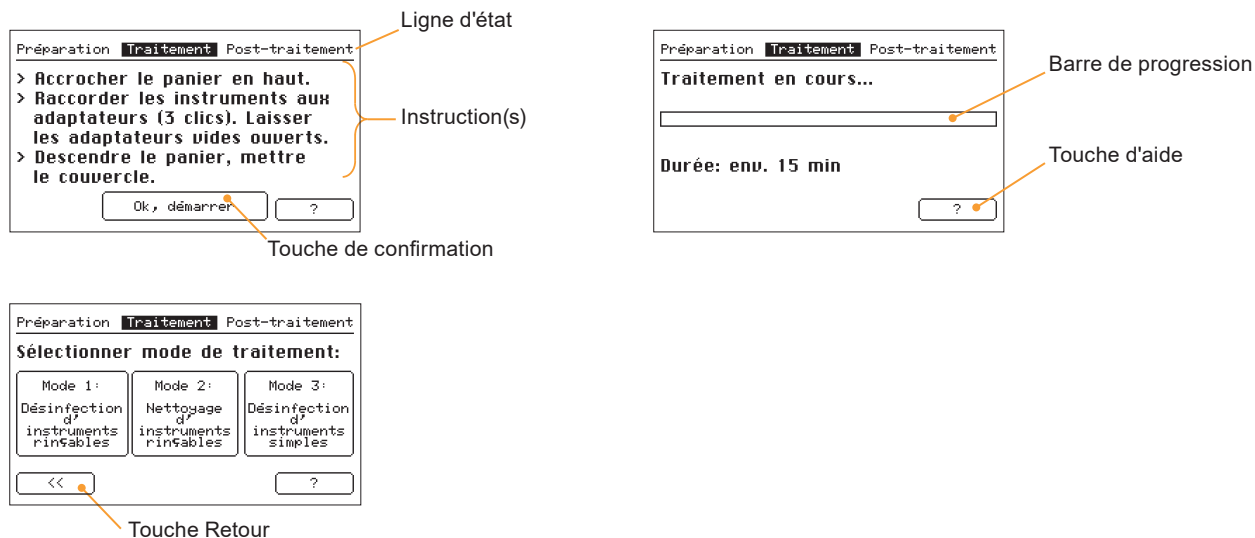 Ligne d'état
Préparation Traitement Post-traitement
> Accrocher le panier en haut.
> Raccorder les instruments aux
adaptateurs (3 clics). Laisser
les adaptateurs vides ouverts.
> Descendre le panier, mettre
le couvercle.
Ok, démarrer ?
Instruction(s)
Touche de confirmation
Préparation Traitement Post-traitement
Traitement en cours...
Durée: env. 15 min
?
Barre de progression
Touche d'aide
Préparation Traitement Post-traitement
Sélectionner mode de traitement:
Mode 1:
Désinfection
d'
instruments
rinçables
Mode 2:
Nettoyage
d'
instruments
rinçables
Mode 3:
Désinfection
d'
instruments
simples
<< ?
Touche Retour